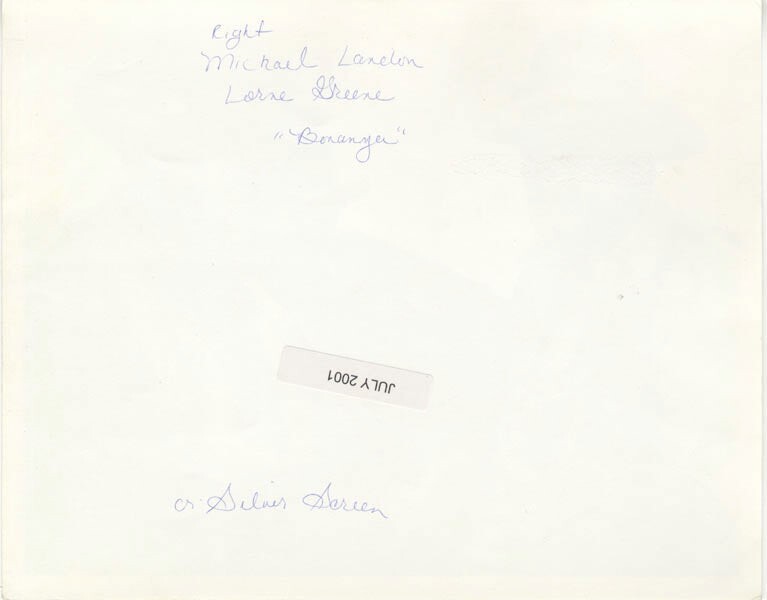 Right
Michael Landon
Lorne Greene
"Bonanza"
JULY 2001
cr: Silver Screen